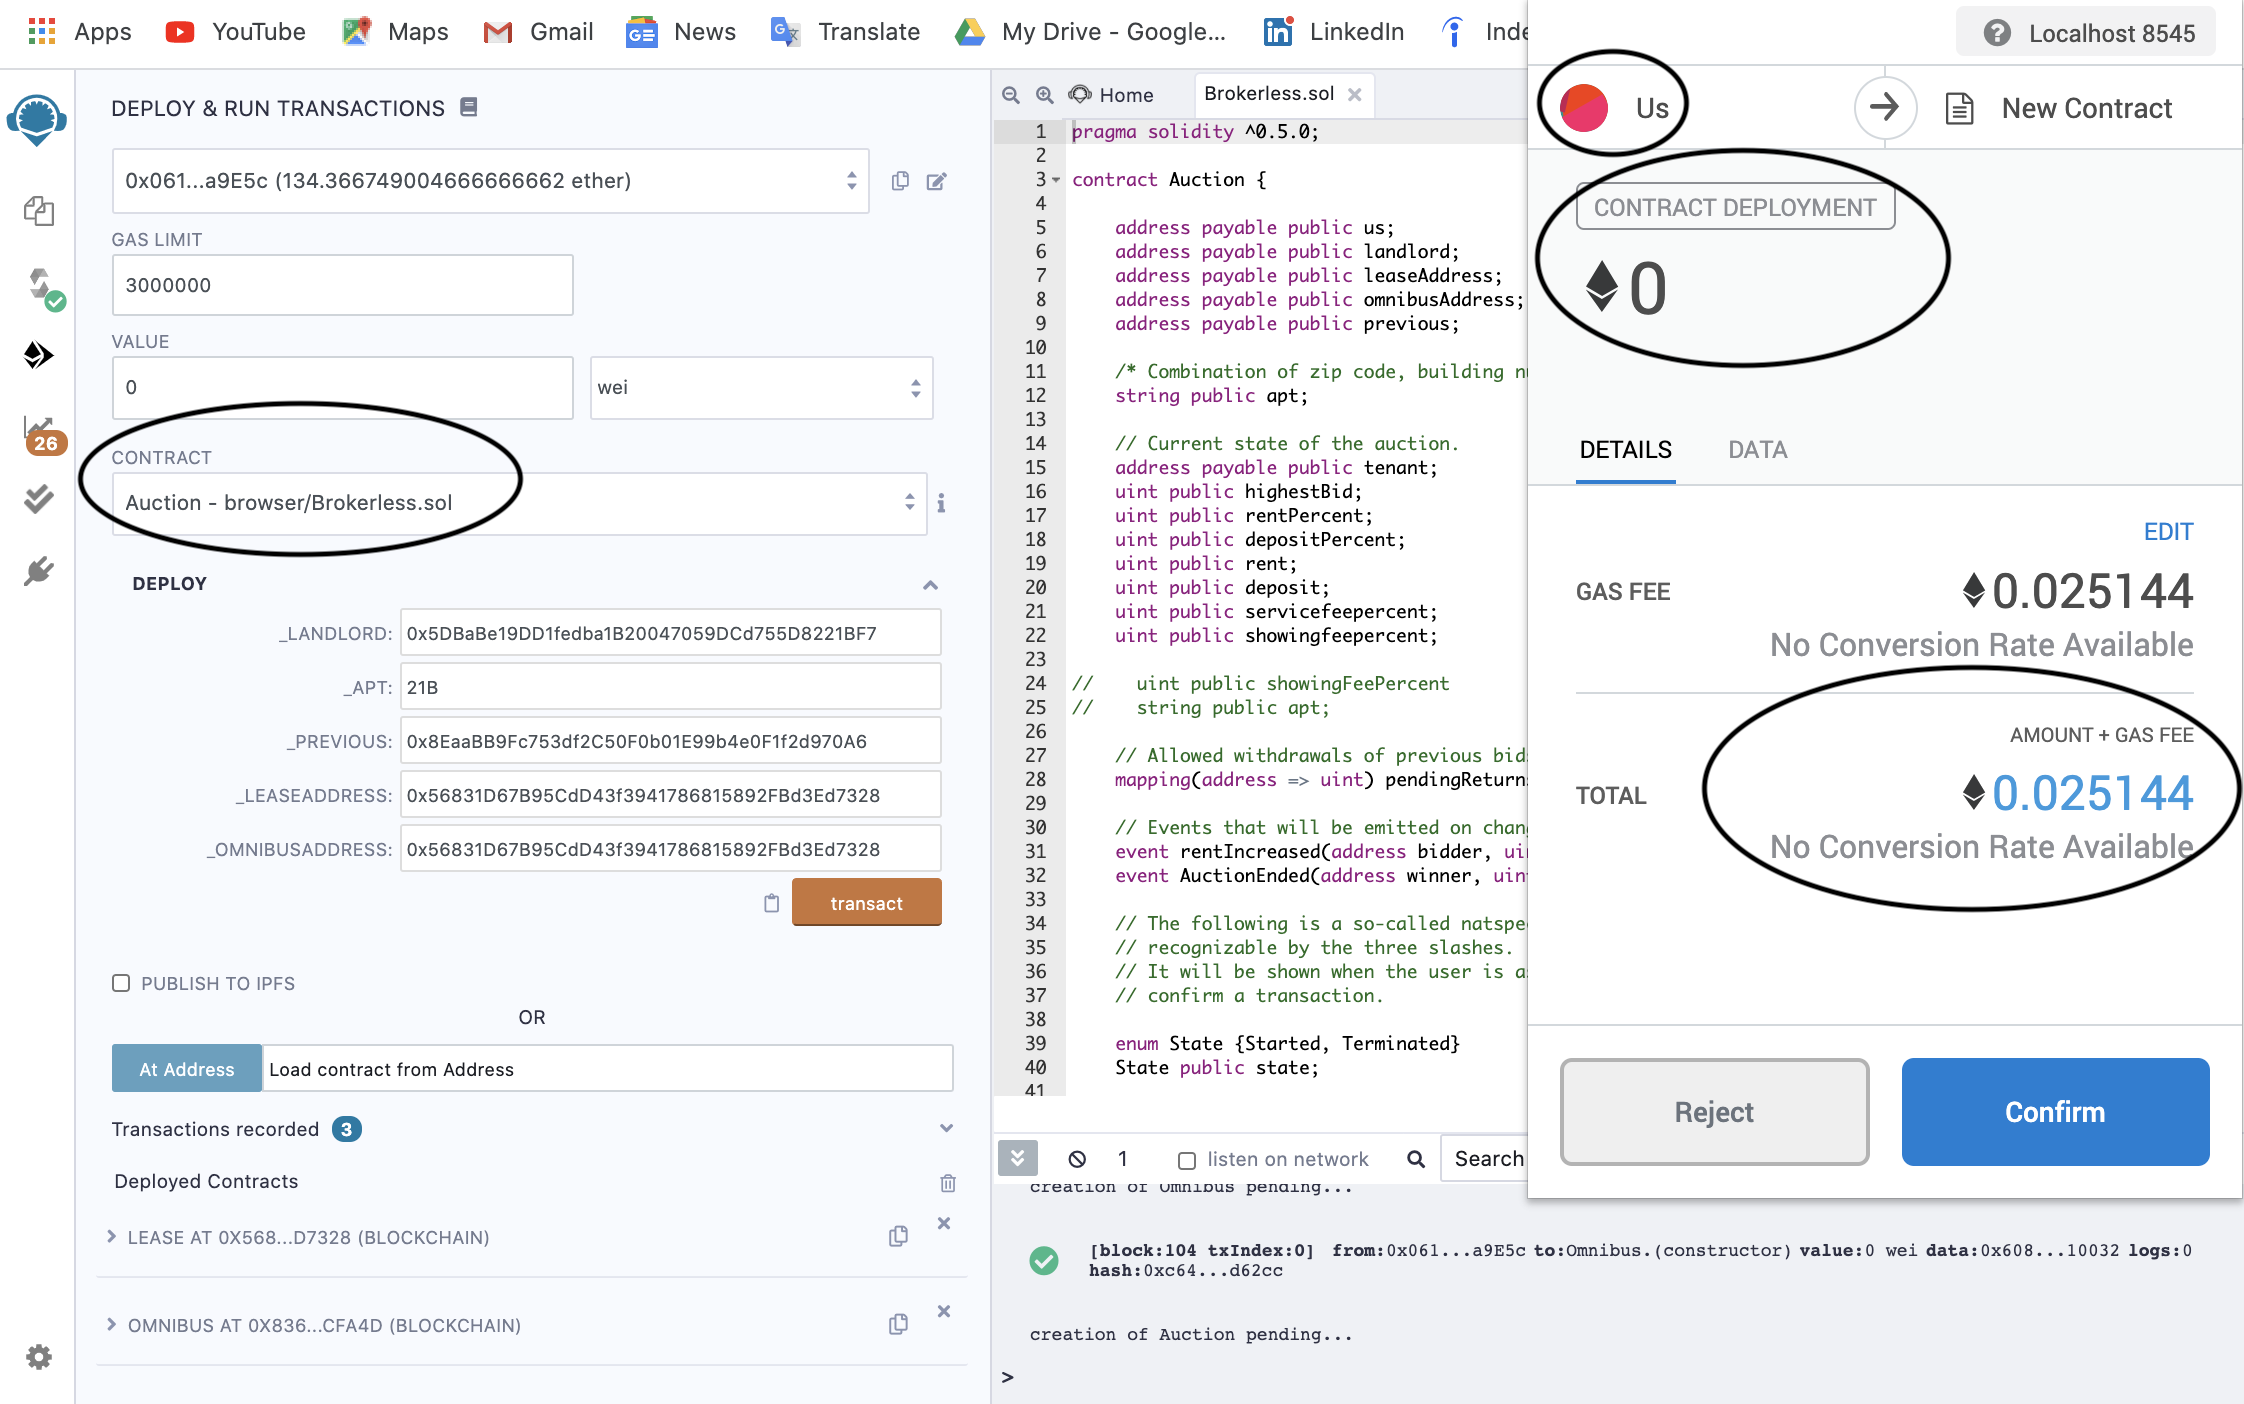 Apps
YouTube
Maps
Gmail
News
Translate
My Drive - Google...
LinkedIn
DEPLOY & RUN TRANSACTIONS
0x061...a9E5c (134.366749004666666662 ether)
GAS LIMIT
3000000
VALUE
0
wei
CONTRACT
Auction - browser/Brokerless.sol
26
DEPLOY
_LANDLORD: 0x5DBaBe19DD1fedba1B20047059DCd755D8221BF7
_APT: 21B
_PREVIOUS: 0x8EaaBB9Fc753df2C50F0b01E99b4e0F1f2d970A6
_LEASEADDRESS: 0x56831D67B95CdD43f3941786815892FBd3Ed7328
_OMNIBUSADDRESS: 0x56831D67B95CdD43f3941786815892FBd3Ed7328
transact
PUBLISH TO IPFS
OR
At Address
Load contract from Address
Transactions recorded 3
Deployed Contracts
LEASE AT 0X568...D7328 (BLOCKCHAIN)
OMNIBUS AT 0X836...CFA4D (BLOCKCHAIN)
Home
Brokerless.sol
1 pragma solidity ^0.5.0;
2
3 contract Auction {
4
5 address payable public us;
6 address payable public landlord;
7 address payable public leaseAddress;
8 address payable public omnibusAddress;
9 address payable public previous;
10
11 /* Combination of zip code, building
12 string public apt;
13
14 // Current state of the auction.
15 address payable public tenant;
16 uint public highestBid;
17 uint public rentPercent;
18 uint public depositPercent;
19 uint public rent;
20 uint public deposit;
21 uint public servicefeepercent;
22 uint public showingfeepercent;
23
24 // uint public showingFeePercent
25 // string public apt;
26
27 // Allowed withdrawals of previous
28 mapping(address => uint)
29
30 // Events that will be emitted on
31 event rentIncreased(address bidder,
32 event AuctionEnded(address winner,
33
34 // The following is a so-called
35 // recognizable by the three slashes.
36 // It will be shown when the user is
37 // confirm a transaction.
38
39 enum State {Started, Terminated}
40 State public state;
41
1
listen on network
Search
creation of Omnibus pending...
[block:104 txIndex:0] from:0x061...a9E5c to:Omnibus.(constructor) value:0 wei data:0x608...10032 logs:0
hash:0xc64...d62cc
creation of Auction pending...
>
Localhost 8545
Us
New Contract
CONTRACT DEPLOYMENT
0
DETAILS
DATA
EDIT
GAS FEE
0.025144
No Conversion Rate Available
AMOUNT + GAS FEE
TOTAL
0.025144
No Conversion Rate Available
Reject
Confirm